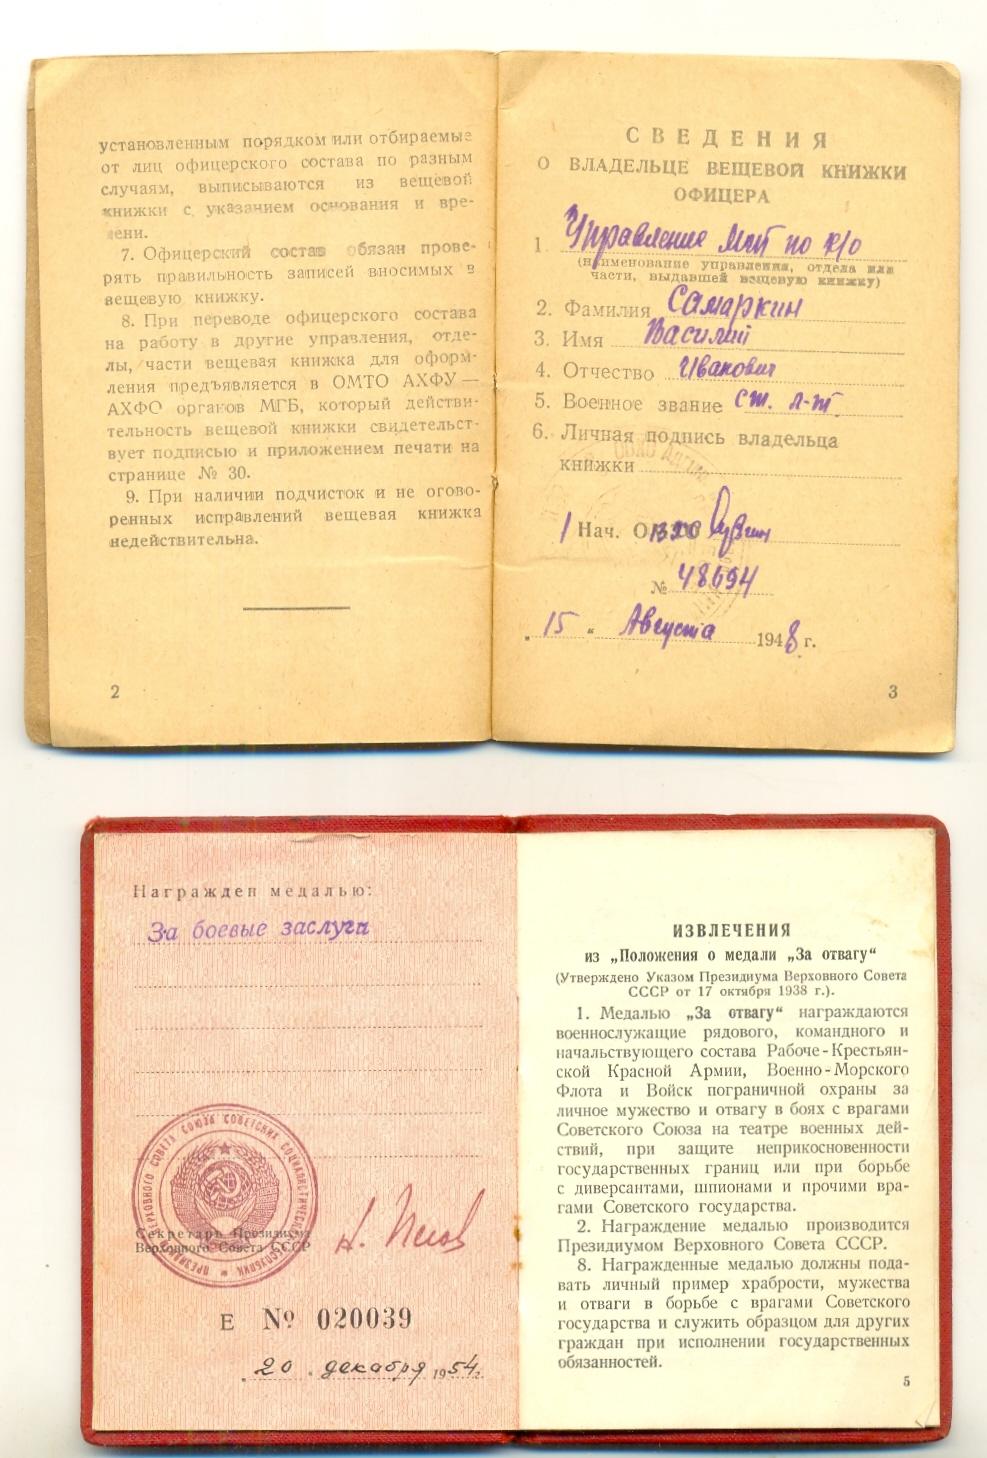 установленным порядком или отбираемые
от лиц офицерского состава по разным
случаям, выписываются из вещевой
книжки с указанием основания и вре-
мени.
7. Офицерский состав обязан прове-
рять правильность записей вносимых в
вещевую книжку.
8. При переводе офицерского состава
на работу в другие управления, отде-
лы, части вещевая книжка для оформ-
ления предъявляется в ОМТО АХФУ—
АХФО органов МГБ, который действи-
тельность вещевой книжки свидетельст-
вует подписью и приложением печати на
странице № 30.
9. При наличии подчисток и не огово-
ренных исправлений вещевая книжка
недействительна.
2
СВЕДЕНИЯ
О ВЛАДЕЛЬЦЕ ВЕЩЕВОЙ КНИЖКИ
ОФИЦЕРА
1. Управление по
(наименование управления, отдела или
части, выдавшей вещевую книжку)
2. Фамилия Самаркин
3. Имя Василий
4. Отчество Иванович
5. Военное звание ст. л-т.
6. Личная подпись владельца
книжки
Нач.
№ 48694
"15" Августа 1948 г.
3
Награжден медалью:
За боевые заслуги
Секретарь Президиума
Верховного Совета СССР
Е № 020039
"20" декабря 1954 г.
ИЗВЛЕЧЕНИЯ
из „Положения о медали „За отвагу“
(Утверждено Указом Президиума Верховного Совета
СССР от 17 октября 1938 г.).
1. Медалью „За отвагу“ награждаются
военнослужащие рядового, командного и
начальствующего состава Рабоче-Крестьян-
ской Красной Армии, Военно-Морского
Флота и Войск пограничной охраны за
личное мужество и отвагу в боях с врагами
Советского Союза на театре военных дей-
ствий, при защите неприкосновенности
государственных границ или при борьбе
с диверсантами, шпионами и прочими вра-
гами Советского государства.
2. Награждение медалью производится
Президиумом Верховного Совета СССР.
8. Награжденные медалью должны пода-
вать личный пример храбрости, мужества
и отваги в борьбе с врагами Советского
государства и служить образцом для других
граждан при исполнении государственных
обязанностей.
5